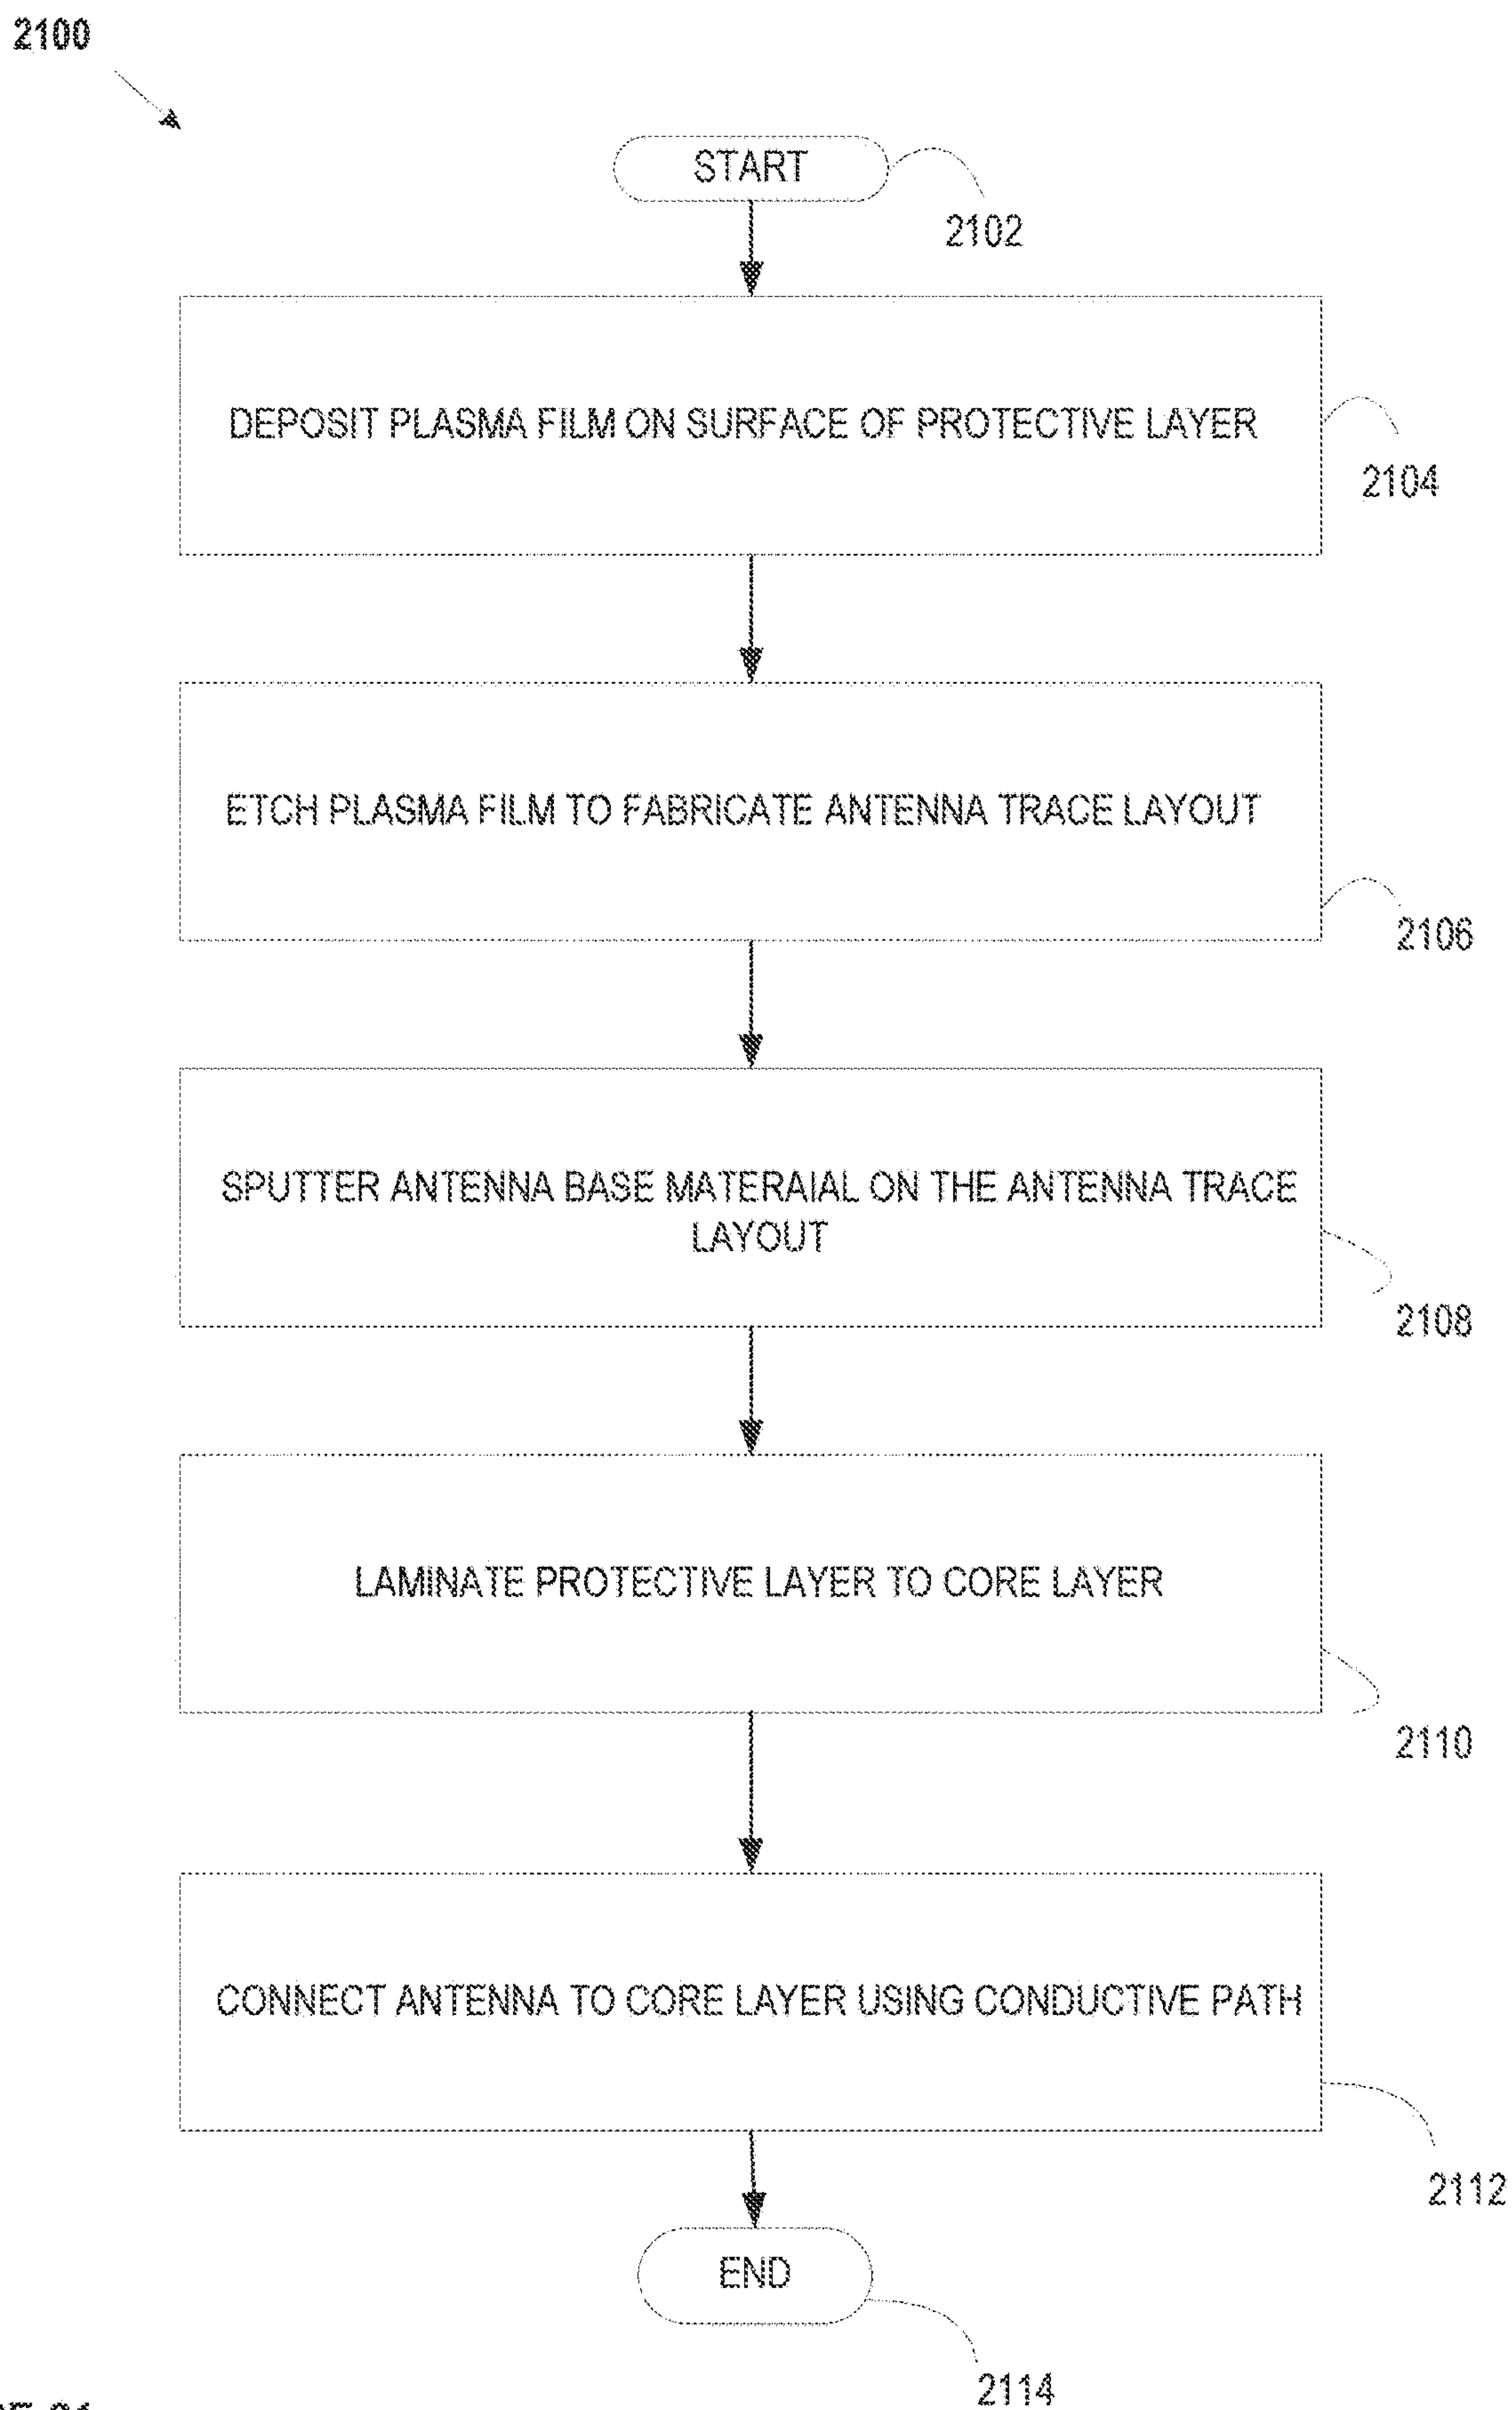 2100
START
2102
DEPOSIT PLASMA FILM ON SURFACE OF PROTECTIVE LAYER
2104
ETCH PLASMA FILM TO FABRICATE ANTENNA TRACE LAYOUT
2106
SPUTTER ANTENNA BASE MATERAIAL ON THE ANTENNA TRACE
LAYOUT
2108
LAMINATE PROTECTIVE LAYER TO CORE LAYER
2110
CONNECT ANTENNA TO CORE LAYER USING CONDUCTIVE PATH
2112
END
2114